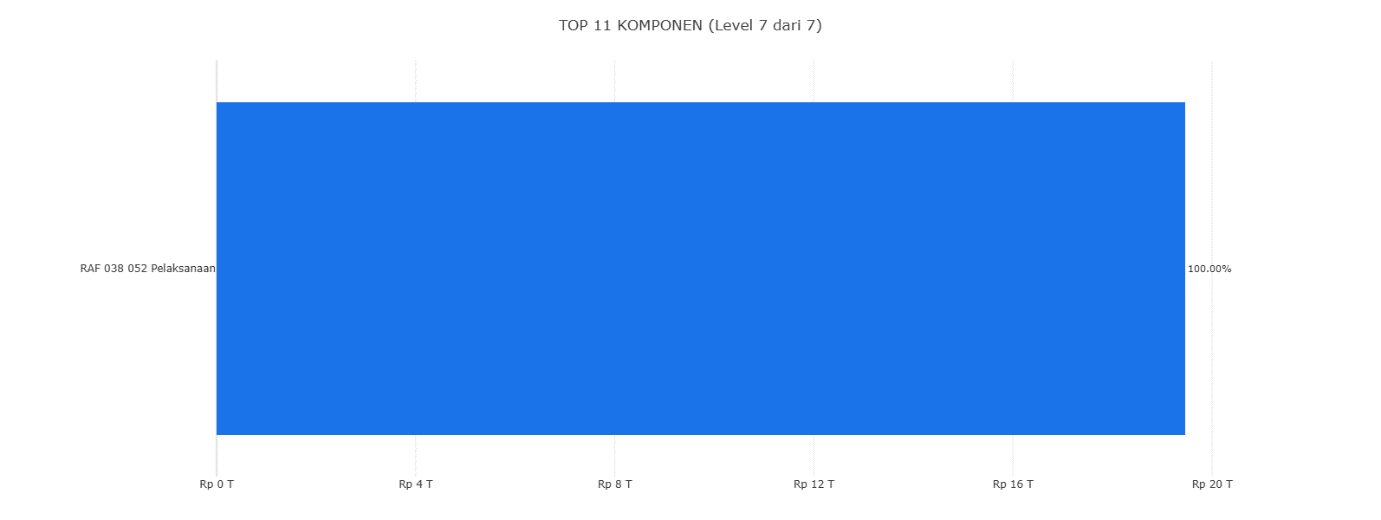 TOP 11 KOMPONEN (Level 7 dari 7)
RAF 038 052 Pelaksanaan
100.00%
Rp 0 T
Rp 4 T
Rp 8 T
Rp 12 T
Rp 16 T
Rp 20 T